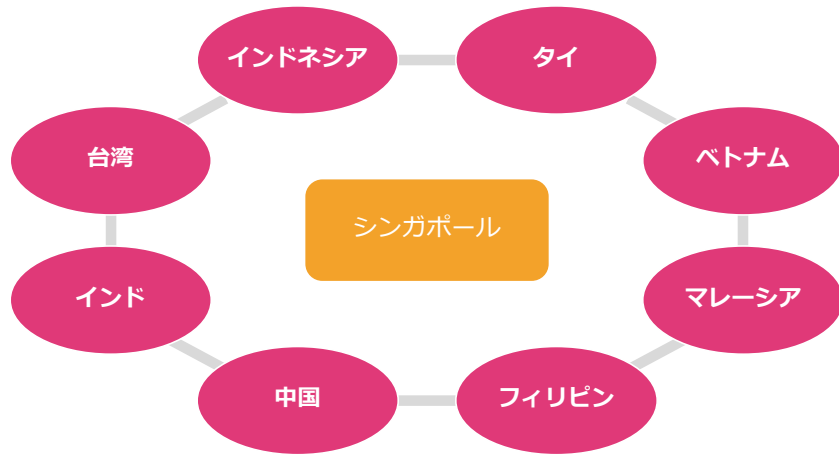 インドネシア
タイ
台湾
ベトナム
シンガポール
インド
マレーシア
中国
フィリピン